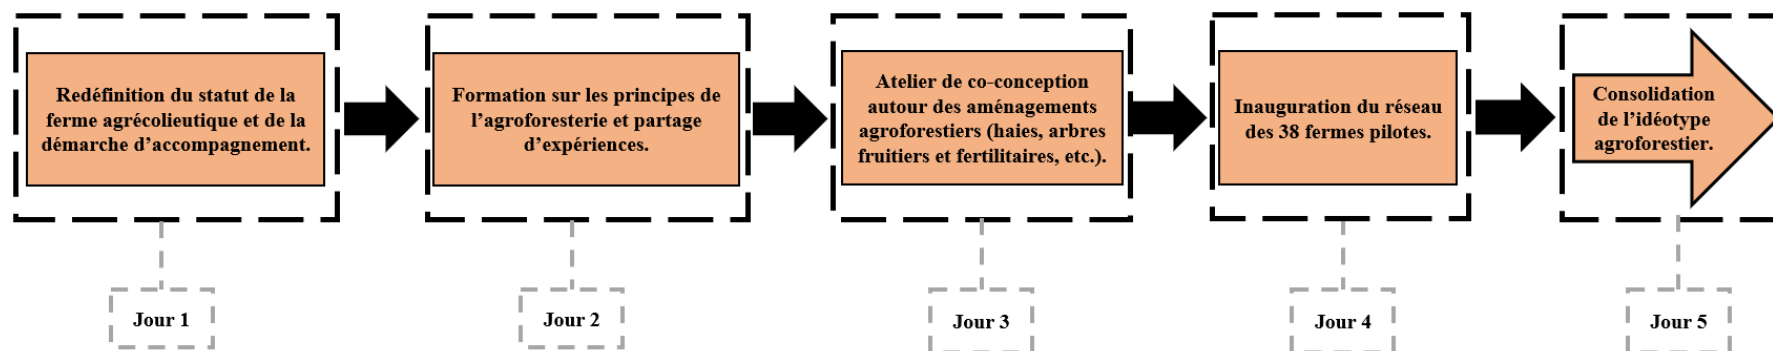 Redéfinition du statut de la
ferme agrécolieutique et de la
démarche d'accompagnement.
Formation sur les principes de
l'agroforesterie et partage
d'expériences.
Atelier de co-conception
autour des aménagements
agroforestiers (haies, arbres
fruitiers et fertilitaires, etc.).
Inauguration du réseau
des 38 fermes pilotes.
Consolidation
de l'idéotype
agroforestier.
Jour 1
Jour 2
Jour 3
Jour 4
Jour 5